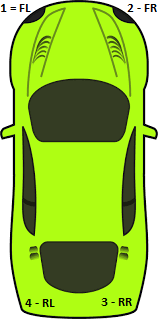 1 = FL
2 - FR
4 - RL
3 - RR